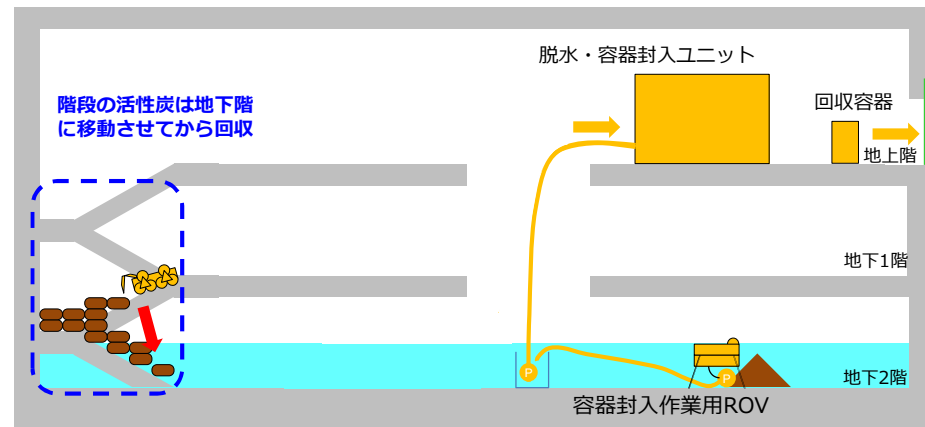 脱水・容器封入ユニット
階段の活性炭は地下階
に移動させてから回収
回収容器
地上階
地下1階
P
P
地下2階
容器封入作業用ROV